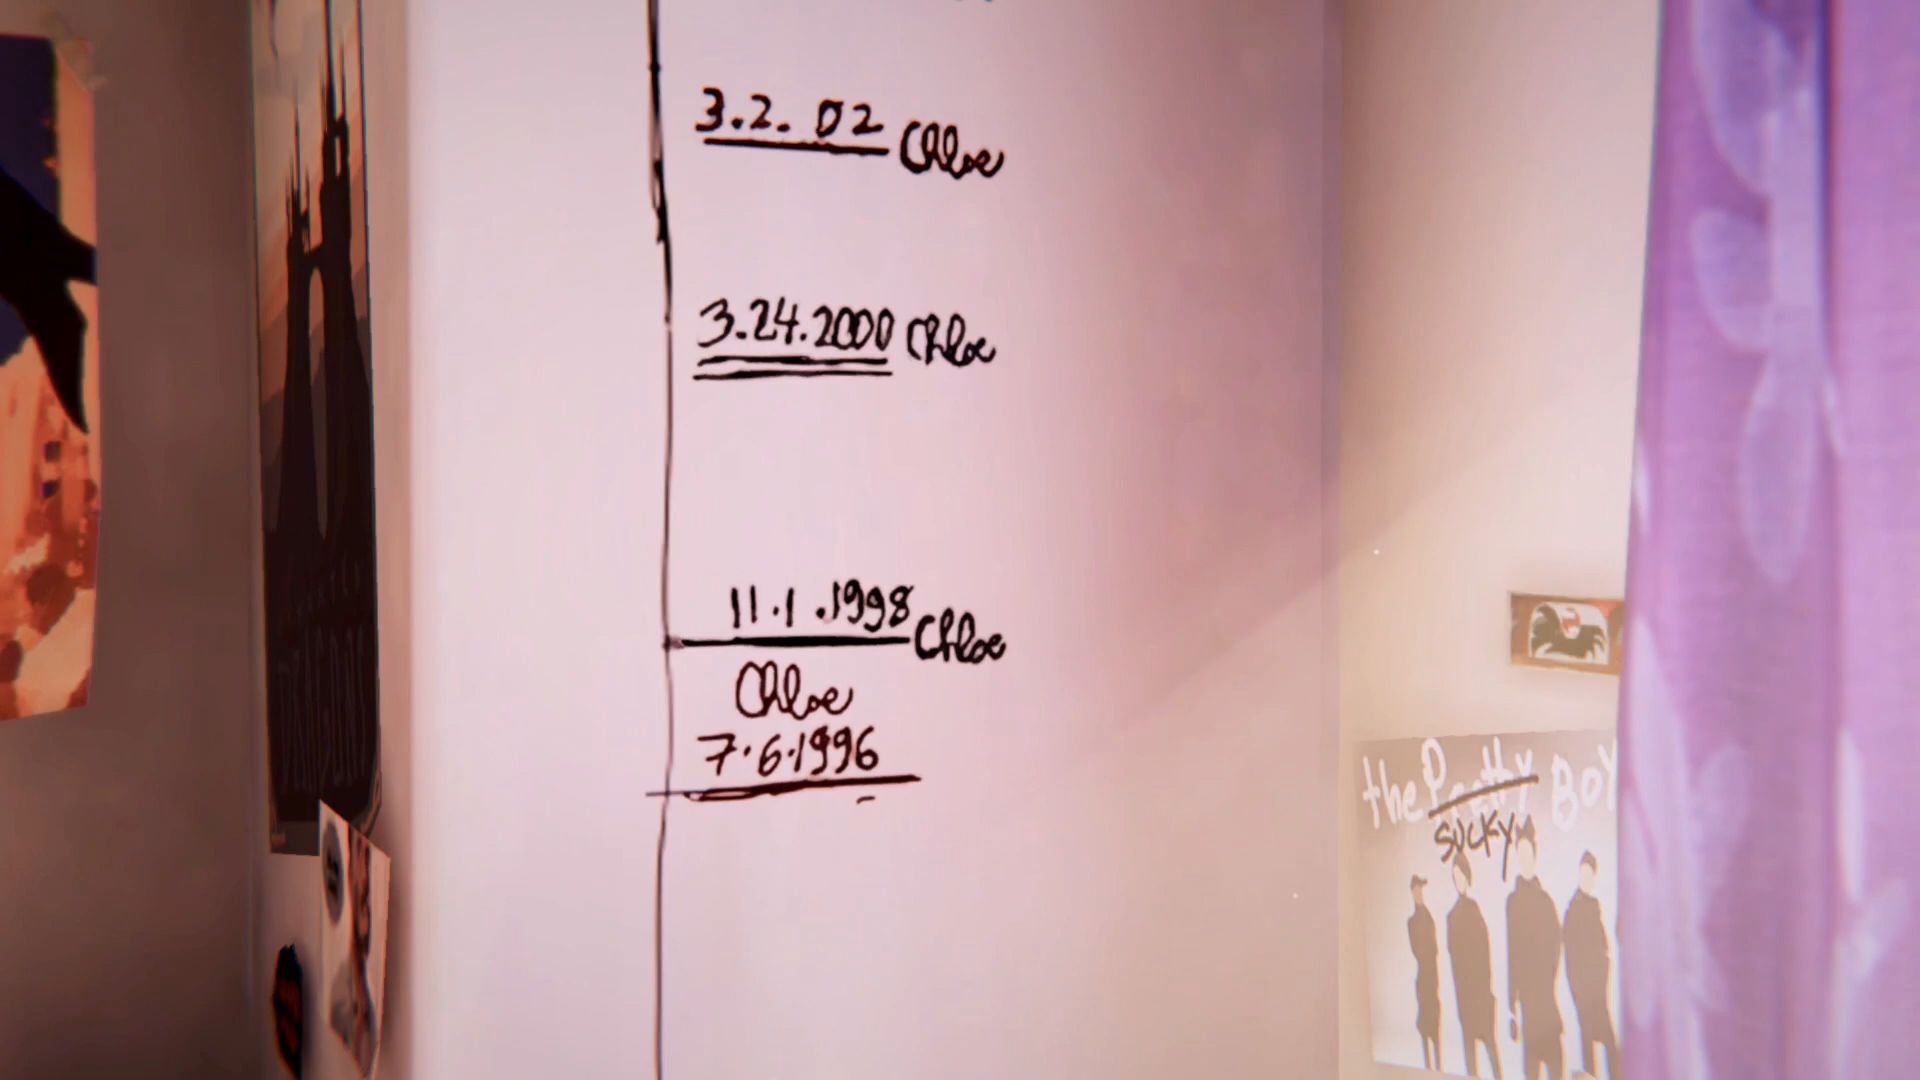 3.2.02 Chloe
3.24.2000 Chloe
11.1.1998 Chloe
Chloe
7.6.1996
the Pretty BOY
SUCKY